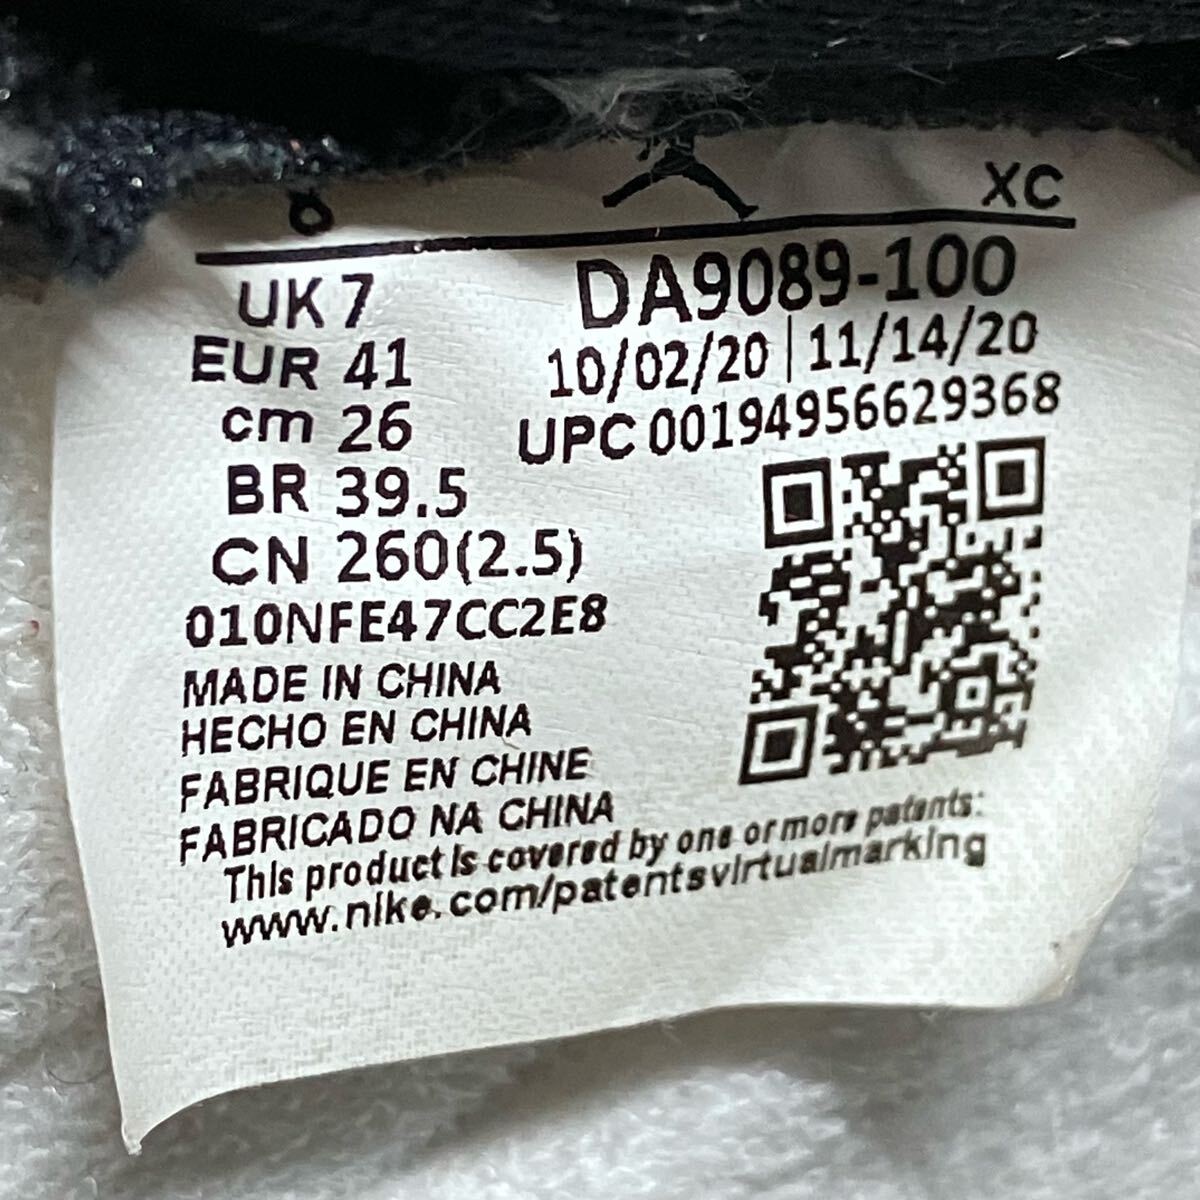 XC
UK 7
EUR 41
cm 26
BR 39.5
CN 260(2.5)
010NFE47CC2E8
DA9089-100
10/02/20 | 11/14/20
UPC 00194956629368
MADE IN CHINA
HECHO EN CHINA
FABRIQUE EN CHINE
FABRICADO NA CHINA
This product is covered by one or more patents:
www.nike.com/patentsvirtualmarking